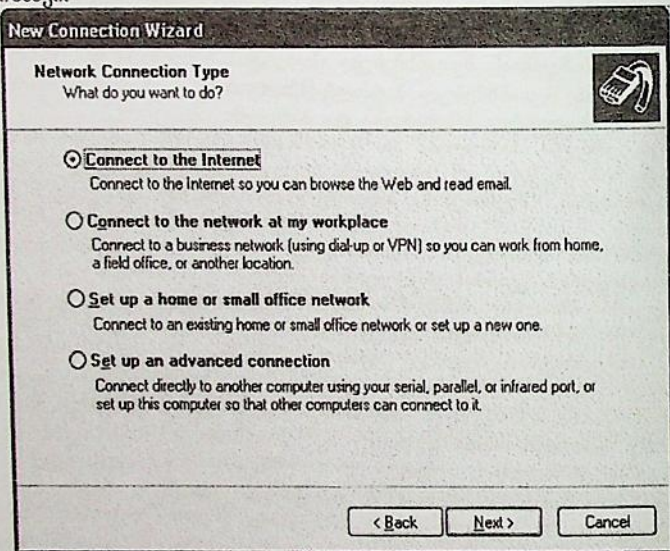 New Connection Wizard
Network Connection Type
What do you want to do?
Connect to the Internet
Connect to the Internet so you can browse the Web and read email.
Connect to the network at my workplace
Connect to a business network (using dial-up or VPN) so you can work from home,
a field office, or another location.
Set up a home or small office network
Connect to an existing home or small office network or set up a new one.
Set up an advanced connection
Connect directly to another computer using your serial, parallel, or infrared port, or
set up this computer so that other computers can connect to it.
< Back Next > Cancel